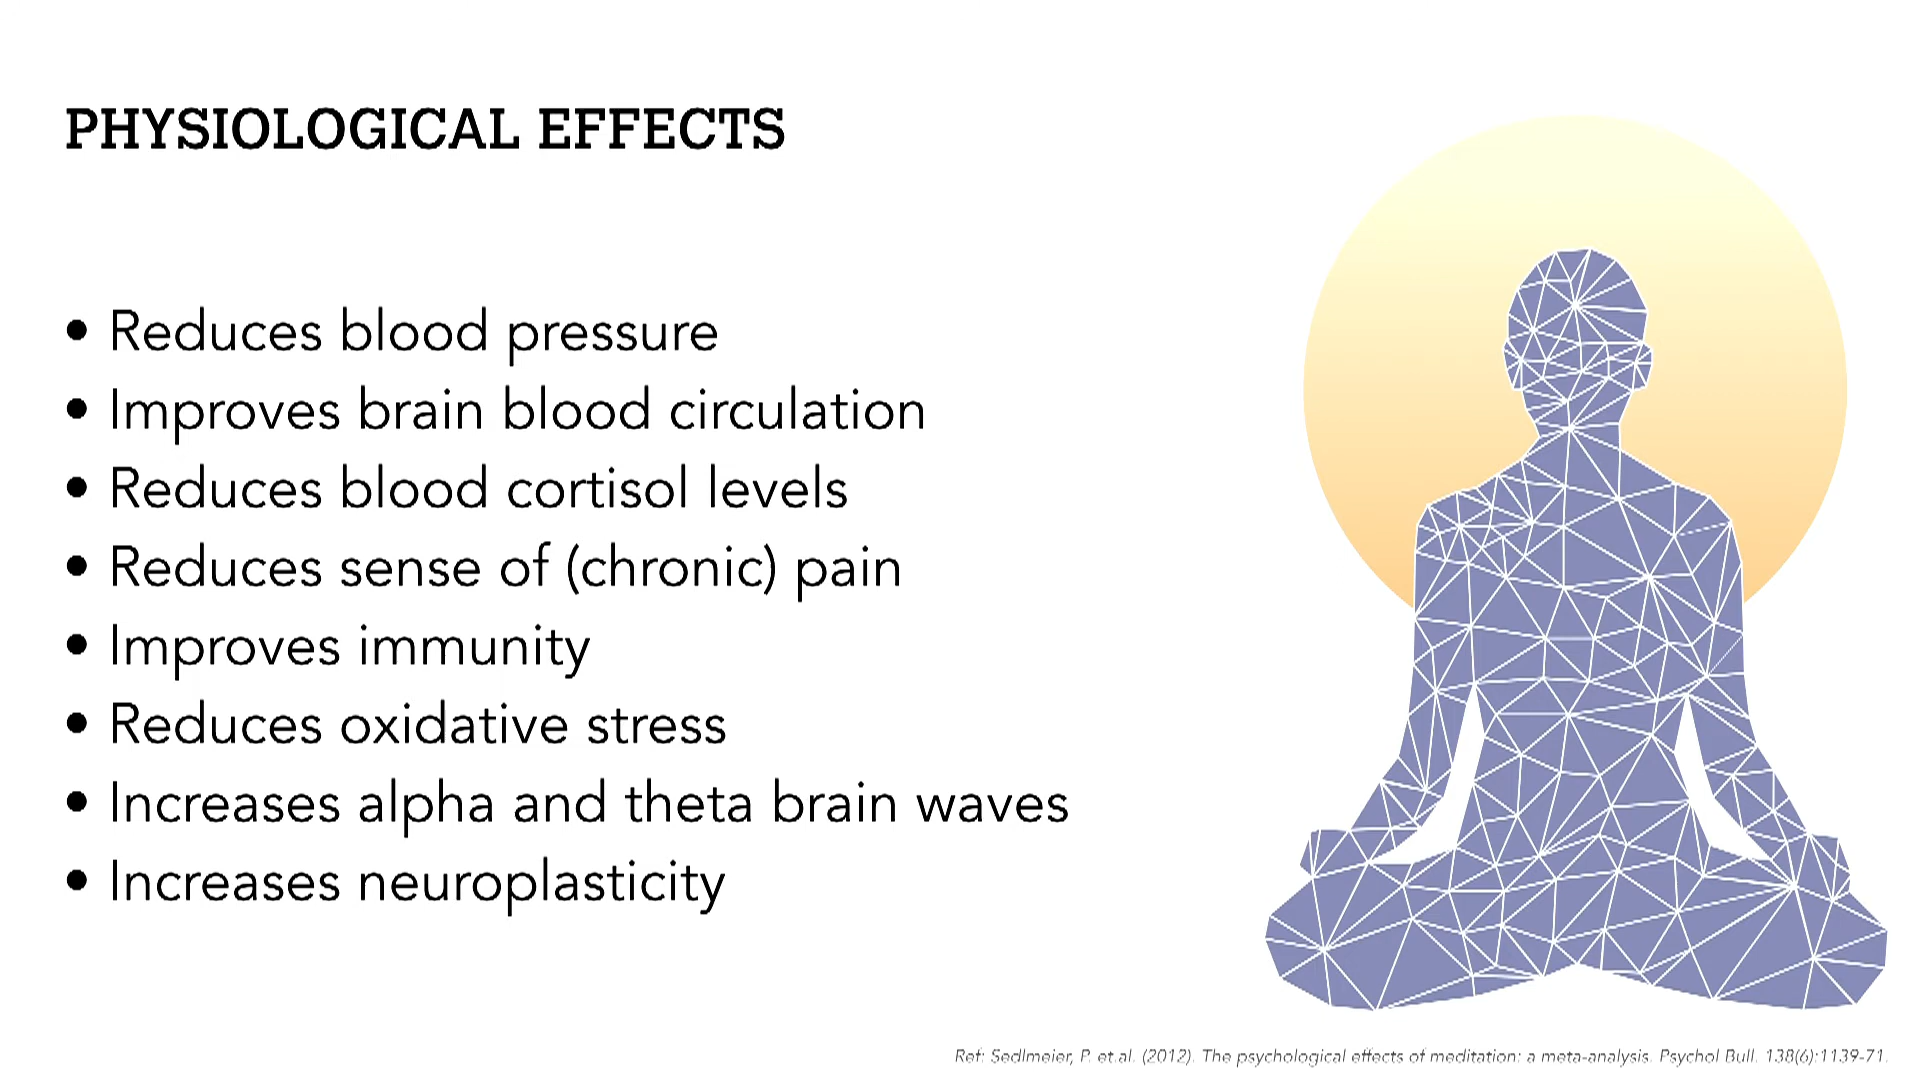 PHYSIOLOGICAL EFFECTS
• Reduces blood pressure
• Improves brain blood circulation
• Reduces blood cortisol levels
• Reduces sense of (chronic) pain
• Improves immunity
• Reduces oxidative stress
• Increases alpha and theta brain waves
• Increases neuroplasticity
Ref: Sedlmeier, P. et.al. (2012). The psychological effects of meditation: a meta-analysis. Psychol Bull. 138(6):1139-71.